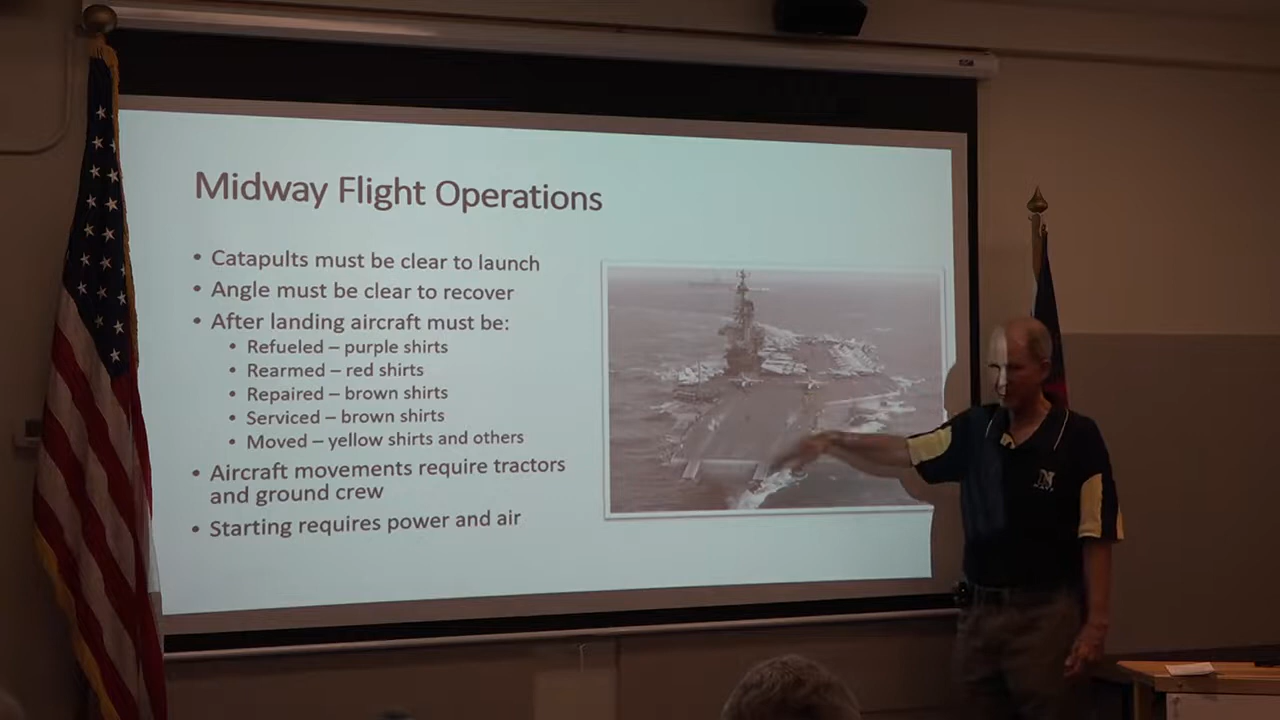 Midway Flight Operations
• Catapults must be clear to launch
• Angle must be clear to recover
• After landing aircraft must be:
• Refueled – purple shirts
• Rearmed – red shirts
• Repaired – brown shirts
• Serviced – brown shirts
• Moved – yellow shirts and others
• Aircraft movements require tractors
and ground crew
• Starting requires power and air
N